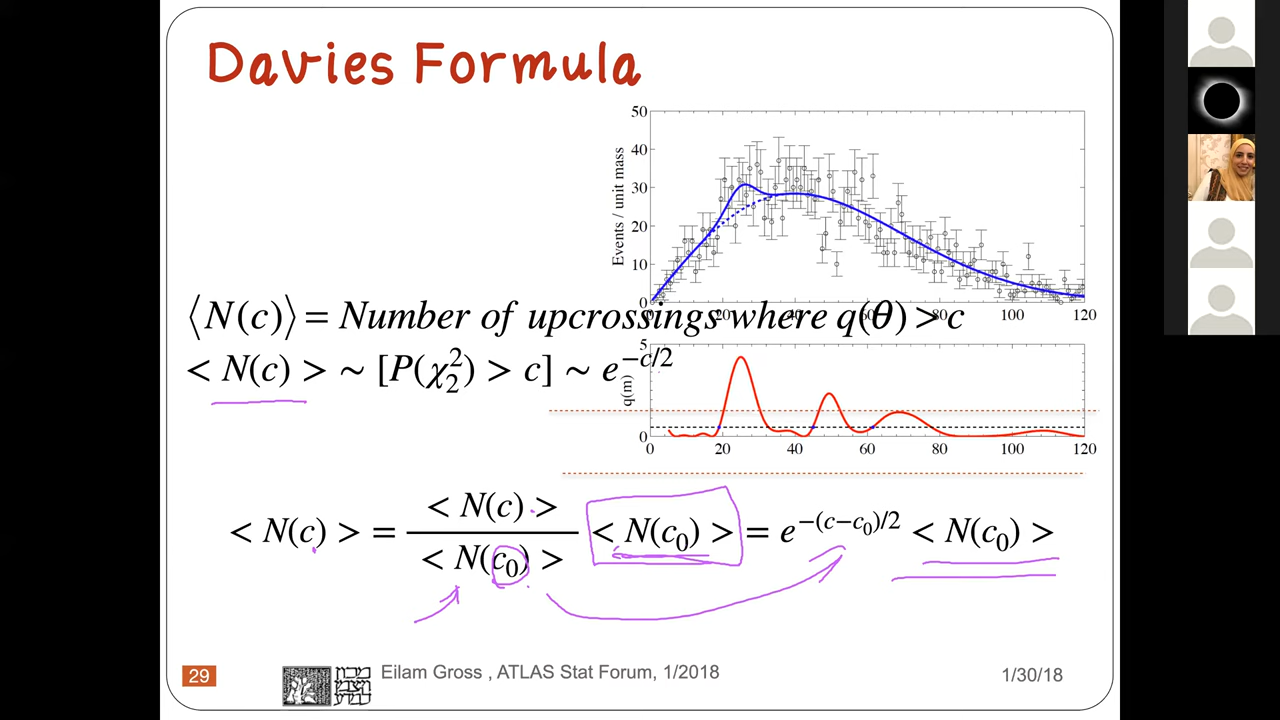 Davies Formula
50
40
30
20
10
0
Events / unit mass
0 20 40 60 80 100 120
⟨N(c)⟩ = Number of upcrossings where q(θ) > c
< N(c) > ~ [P(χ₂²) > c] ~ e^{−c/2}
5
0
q(m)
0 20 40 60 80 100 120
< N(c) > = < N(c) > / < N(c₀) > < N(c₀) > = e^{−(c−c₀)/2} < N(c₀) >
29
Eilam Gross , ATLAS Stat Forum, 1/2018
1/30/18